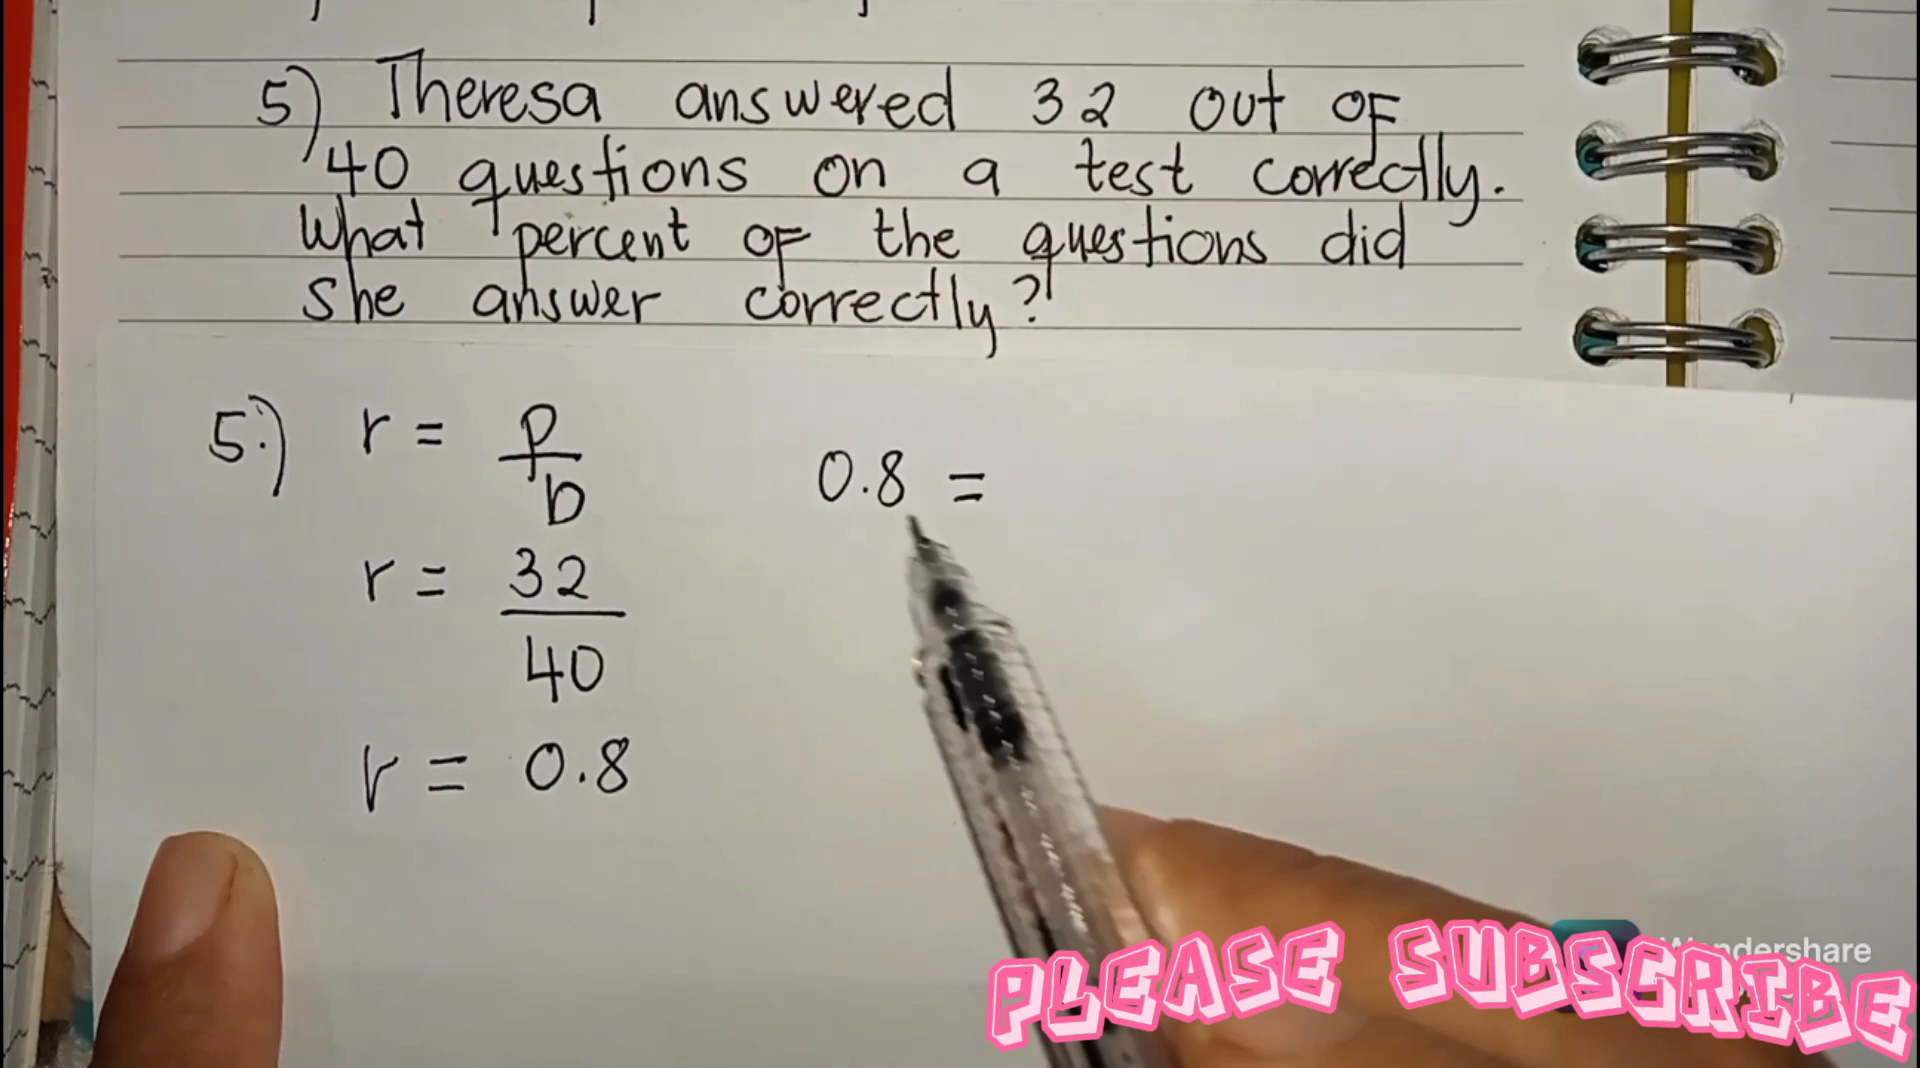 5) Theresa answered 32 out of
40 questions on a test correctly.
What percent of the questions did
she answer correctly?
5.) r = p/b
0.8 =
r = 32/40
r = 0.8
Wondershare
PLEASE SUBSCRIBE